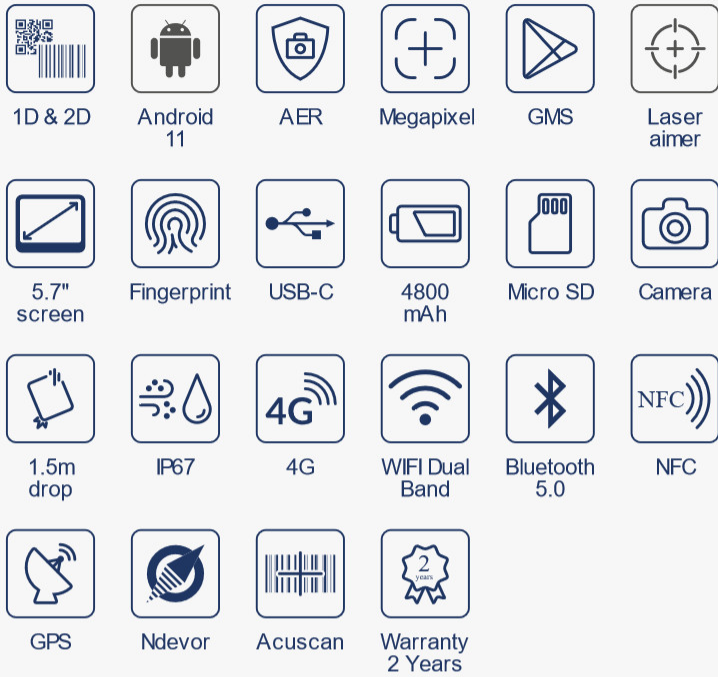 1D & 2D
Android
11
AER
Megapixel
GMS
Laser
aimer
5.7"
screen
Fingerprint
USB-C
4800
mAh
Micro SD
Camera
1.5m
drop
IP67
4G
4G
WIFI Dual
Band
Bluetooth
5.0
NFC
NFC
GPS
Ndevor
Acuscan
2
years
Warranty
2 Years